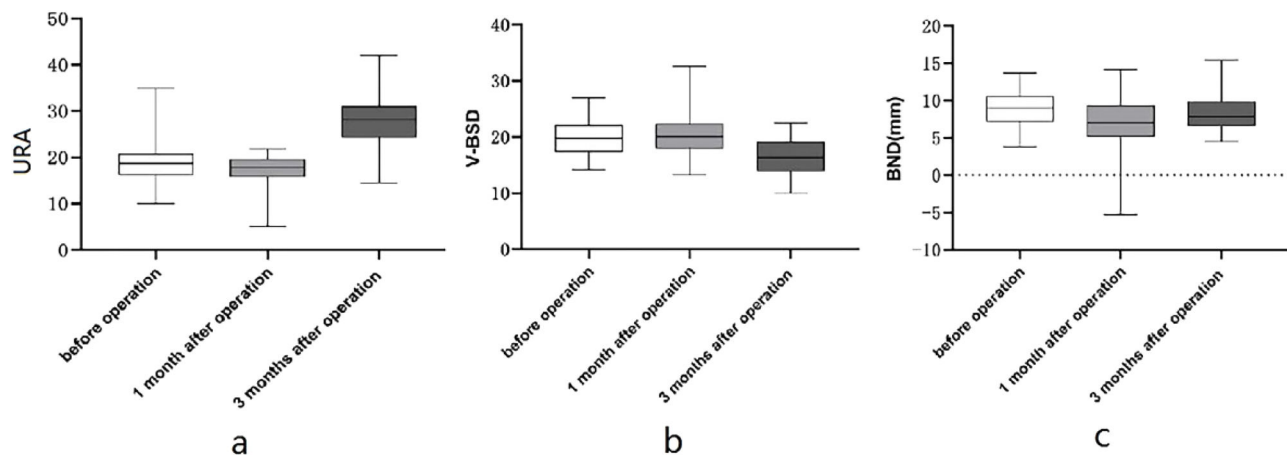 URA
50
40
30
20
10
0
before operation
1 month after operation
3 months after operation
a
V-BSD
40
30
20
10
0
before operation
1 month after operation
3 months after operation
b
BND(mm)
20
15
10
5
0
-5
-10
before operation
1 month after operation
3 months after operation
c